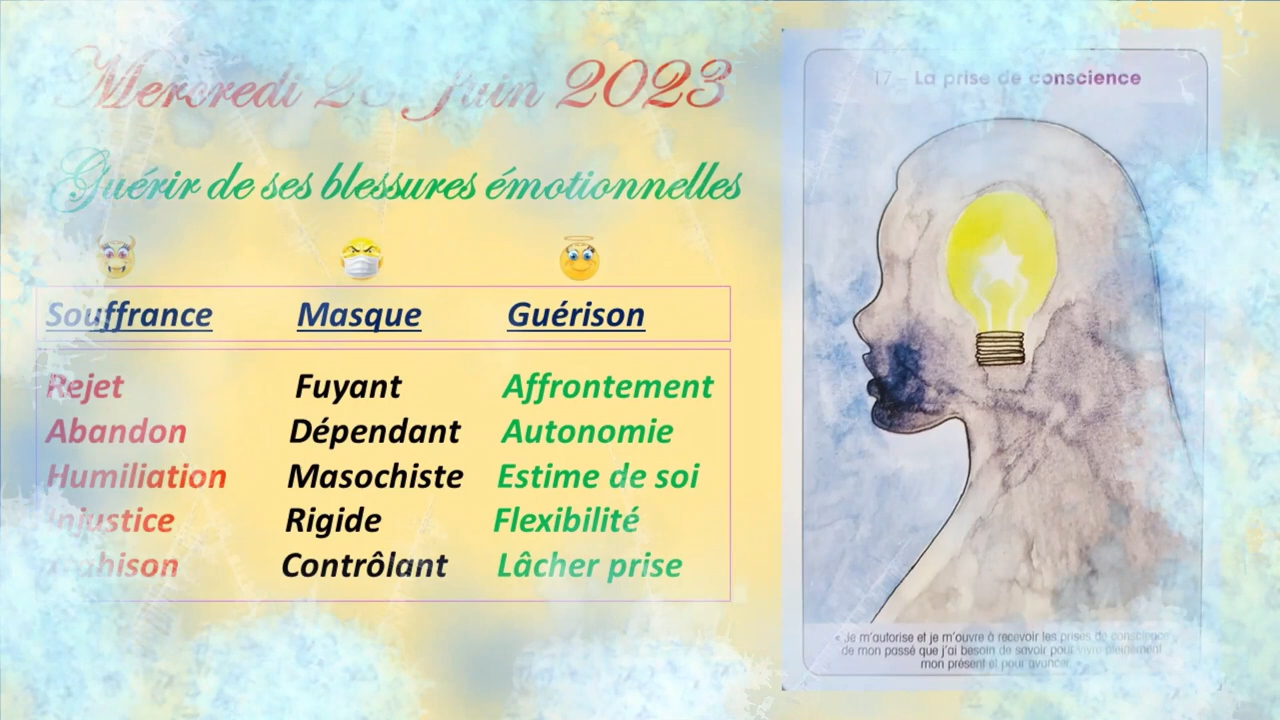 Mercredi Juin 2023
Guérir de ses blessures émotionnelles
Souffrance Masque Guérison
Rejet Fuyant Affrontement
Abandon Dépendant Autonomie
Humiliation Masochiste Estime de soi
Injustice Rigide Flexibilité
Contrôlant Lâcher prise
17 - La prise de conscience
« Je m'autorise et je m'ouvre à recevoir les prises de conscience
de mon passé que j'ai besoin de savoir pour vivre pleinement
mon présent et pour avancer.